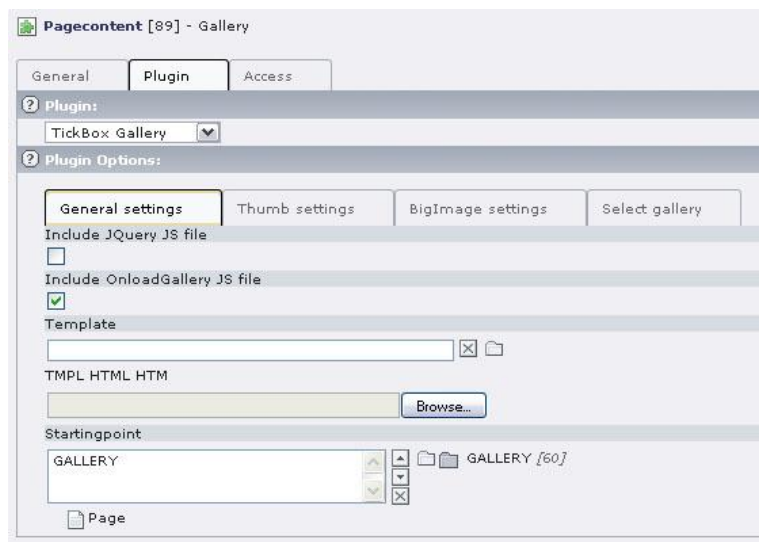 Pagecontent [89] - Gallery
General Plugin Access
Plugin:
TickBox Gallery
Plugin Options:
General settings Thumb settings BigImage settings Select gallery
Include JQuery JS file
Include OnloadGallery JS file
Template
TMPL HTML HTM
Browse...
Startingpoint
GALLERY GALLERY [60]
Page